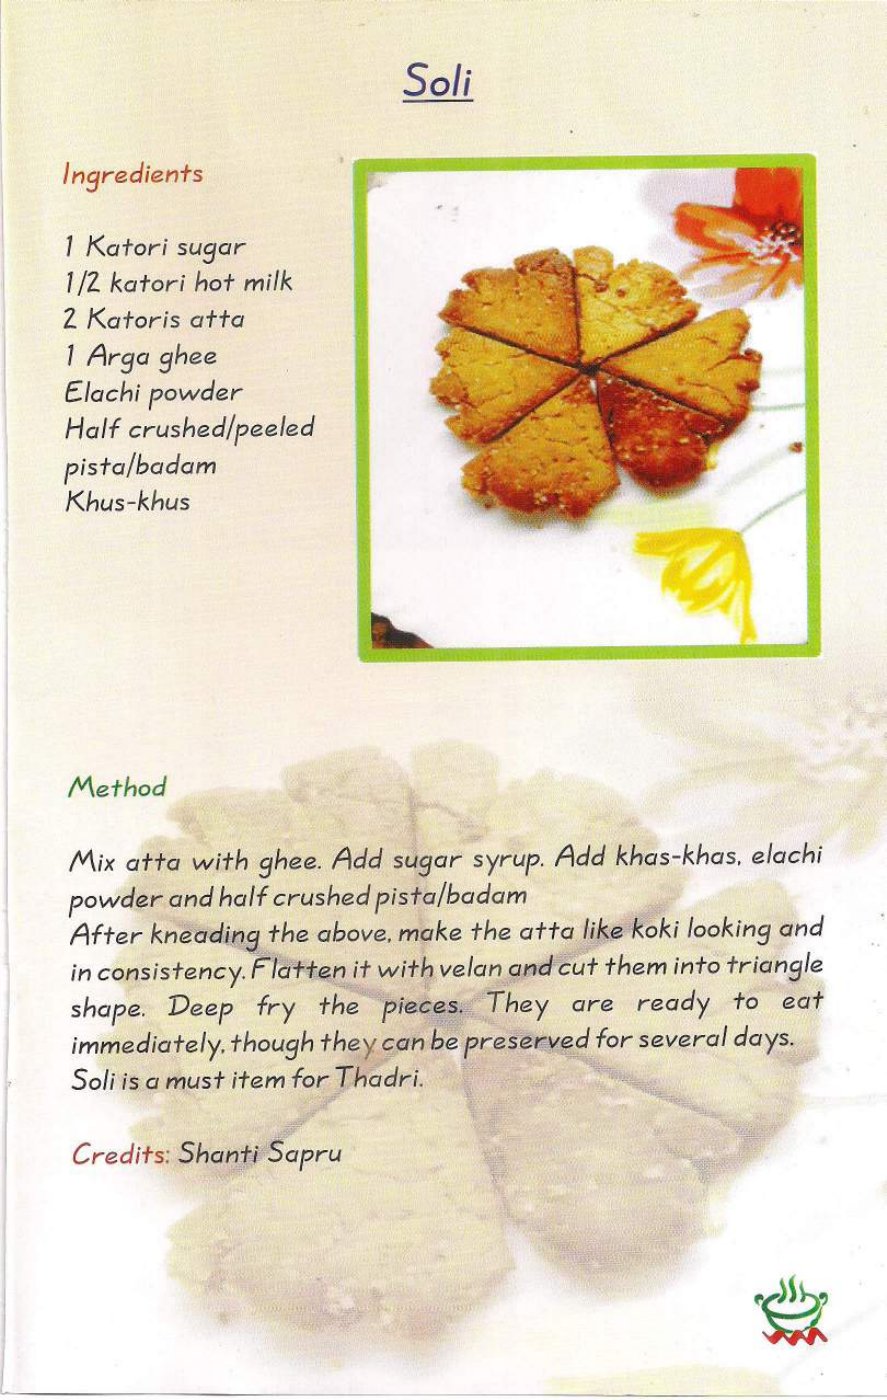 Soli
Ingredients
1 Katori sugar
1/2 katori hot milk
2 Katoris atta
1 Arga ghee
Elachi powder
Half crushed/peeled
pista/badam
Khus-khus
Method
Mix atta with ghee. Add sugar syrup. Add khas-khas, elachi
powder and half crushed pista/badam
After kneading the above, make the atta like koki looking and
in consistency. Flatten it with velan and cut them into triangle
shape. Deep fry the pieces. They are ready to eat
immediately, though they can be preserved for several days.
Soli is a must item for Thadri.
Credits: Shanti Sapru